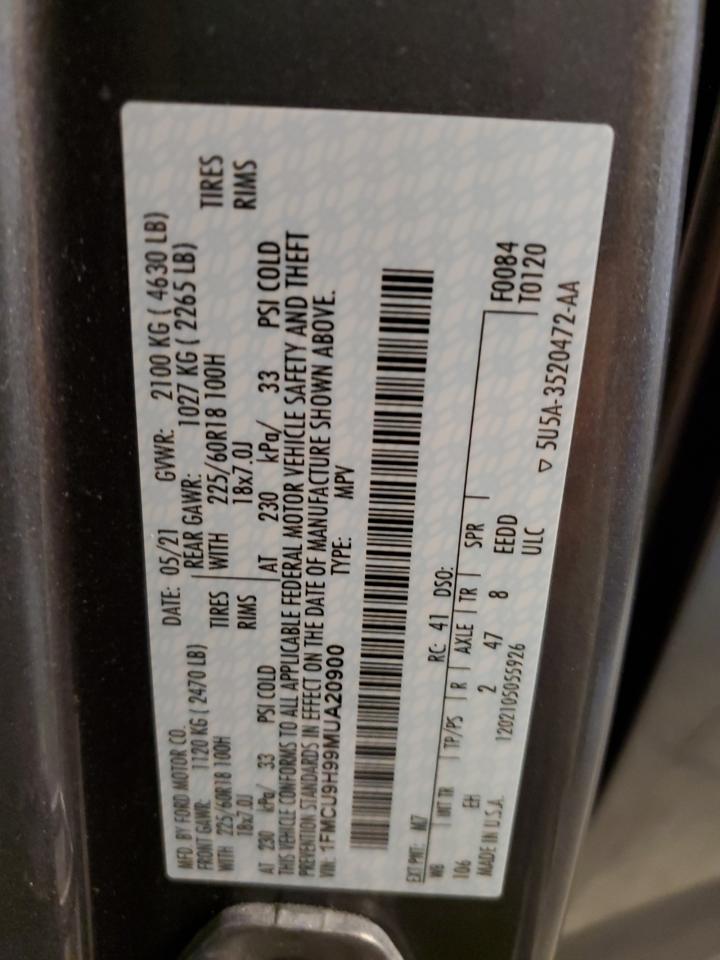 MFD. BY FORD MOTOR CO.
DATE: 05/21 GVWR: 2100 KG ( 4630 LB)
FRONT GAWR: 1120 KG ( 2470 LB) REAR GAWR: 1027 KG ( 2265 LB)
WITH 225/60R18 100H TIRES WITH 225/60R18 100H TIRES
18x7.0J RIMS 18x7.0J RIMS
AT 230 kPa/ 33 PSI COLD AT 230 kPa/ 33 PSI COLD
THIS VEHICLE CONFORMS TO ALL APPLICABLE FEDERAL MOTOR VEHICLE SAFETY AND THEFT
PREVENTION STANDARDS IN EFFECT ON THE DATE OF MANUFACTURE SHOWN ABOVE.
VIN: 1FMCU9H99MUA20900 TYPE: MPV
EXT PNT: MZ RC: 41 DSO:
WB INT TR TP/PS R AXLE TR SPR F0084
106 EH 2 47 8 EEDD T0120
MADE IN U.S.A. 1202105055926 ULC ▽ 5U5A-3520472-AA